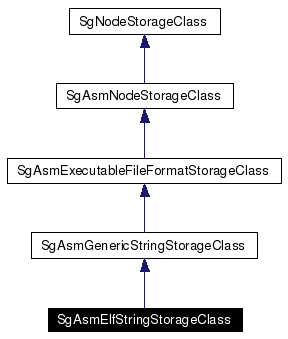 SgNodeStorageClass
SgAsmNodeStorageClass
SgAsmExecutableFileFormatStorageClass
SgAsmGenericStringStorageClass
SgAsmElfStringStorageClass